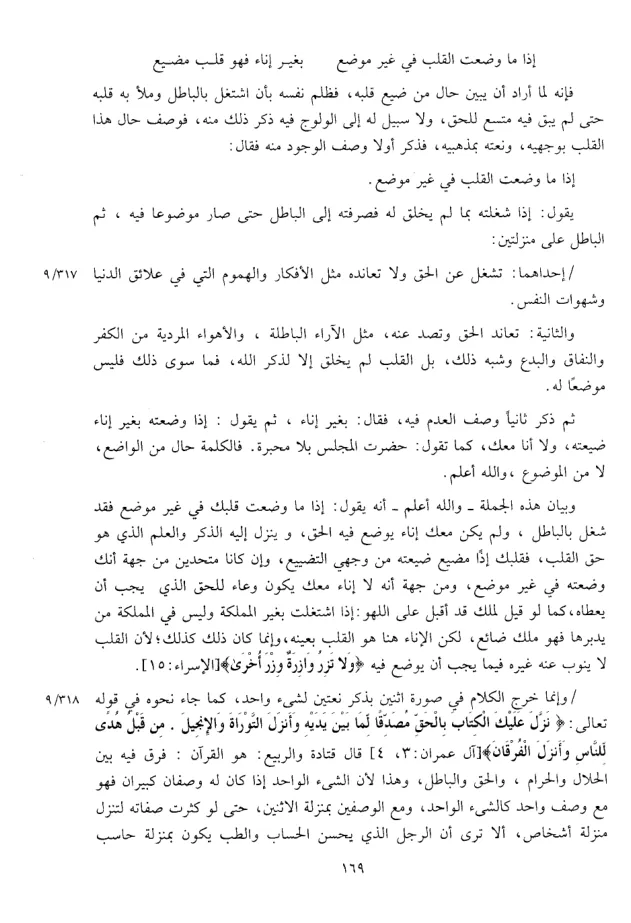 إذا ما وضعت القلب في غير موضع بغير إناء فهو قلب مضيع
فإنه لما أراد أن يبين حال من ضيع قلبه، فظلم نفسه بأن اشتغل بالباطل وملأ به قلبه
حتى لم يبق فيه متسع للحق، ولا سبيل له إلى الولوج فيه ذكر ذلك منه، فوصف حال هذا
القلب بوجهيه، ونعته بمذهبيه، فذكر أولا وصف الوجود منه فقال:
إذا ما وضعت القلب في غير موضع.
يقول: إذا شغلته بما لم يخلق له فصرفته إلى الباطل حتى صار موضوعا فيه ، ثم
الباطل على منزلتين:
/إحداهما: تشغل عن الحق ولا تعانده مثل الأفكار والهموم التي في علائق الدنيا ٩/٣١٧
وشهوات النفس.
والثانية: تعاند الحق وتصد عنه، مثل الآراء الباطلة ، والأهواء المردية من الكفر
والنفاق والبدع وشبه ذلك، بل القلب لم يخلق إلا لذكر الله، فما سوى ذلك فليس
موضعًا له.
ثم ذكر ثانياً وصف العدم فيه، فقال: بغير إناء ، ثم يقول : إذا وضعته بغير إناء
ضيعته، ولا أنا معك، كما تقول: حضرت المجلس بلا محبرة. فالكلمة حال من الواضع،
لا من الموضوع ،والله أعلم.
وبيان هذه الجملة ـ والله أعلم ـ أنه يقول: إذا ما وضعت قلبك في غير موضع فقد
شغل بالباطل ، ولم يكن معك إناء يوضع فيه الحق، و ينزل إليه الذكر والعلم الذي هو
حق القلب، فقلبك إذًا مضيع ضيعته من وجهي التضييع، وإن كانا متحدين من جهة أنك
وضعته في غير موضع، ومن جهة أنه لا إناء معك يكون وعاء للحق الذي يجب أن
يعطاه،كما لو قيل لملك قد أقبل على اللهو:إذا اشتغلت بغير المملكة وليس في المملكة من
يدبرها فهو ملك ضائع، لكن الإناء هنا هو القلب بعينه،وإنما كان ذلك كذلك؛لأن القلب
لا ينوب عنه غيره فيما يجب أن يوضع فيه ﴿وَلا تَزِرُ وَازِرَةٌ وِزْرَ أُخْرَىٰ﴾[الإسراء:١٥].
/وإنما خرج الكلام في صورة اثنين بذكر نعتين لشىء واحد، كما جاء نحوه في قوله ٩/٣١٨
تعالى: ﴿ نَزَّلَ عَلَيْكَ الْكِتَابَ بِالْحَقِّ مُصَدِّقًا لِّمَا بَيْنَ يَدَيْهِ وَأَنزَلَ التَّوْرَاةَ وَالإِنجِيلَ . مِن قَبْلُ هُدًى
لِّلنَّاسِ وَأَنزَلَ الْفُرْقَانَ﴾[آل عمران:٣، ٤] قال قتادة والربيع: هو القرآن : فرق فيه بين
الحلال والحرام ، والحق والباطل، وهذا لأن الشىء الواحد إذا كان له وصفان كبيران فهو
مع وصف واحد كالشىء الواحد، ومع الوصفين بمنزلة الاثنين، حتى لو كثرت صفاته لتنزل
منزلة أشخاص، ألا ترى أن الرجل الذي يحسن الحساب والطب يكون بمنزلة حاسب
١٦٩